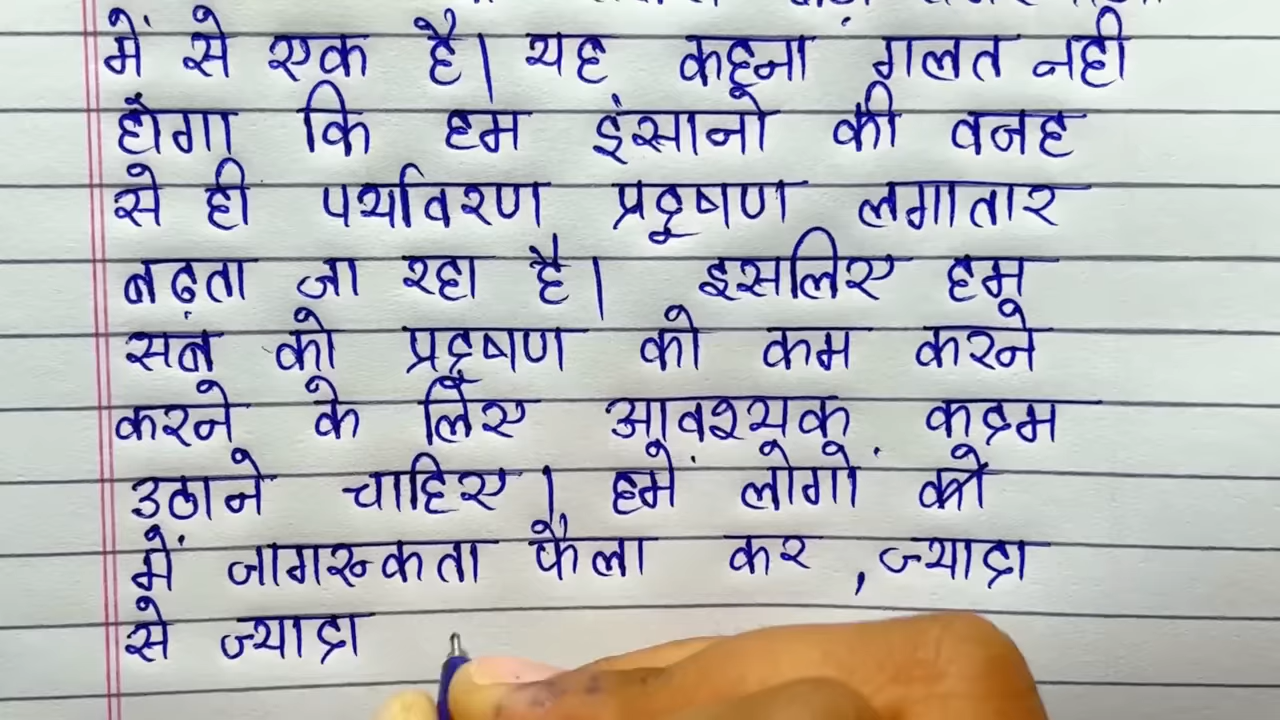 में से एक है। यह कहना गलत नही
होगा कि हम इंसानो की वजह
से ही पर्यावरण प्रदूषण लगातार
बढ़ता जा रहा है। इसलिए हम
सब को प्रदूषण को कम करने
करने के लिए आवश्यक कदम
उठाने चाहिए। हमें लोगों को
में जागरूकता फैला कर , ज्यादा
से ज्यादा